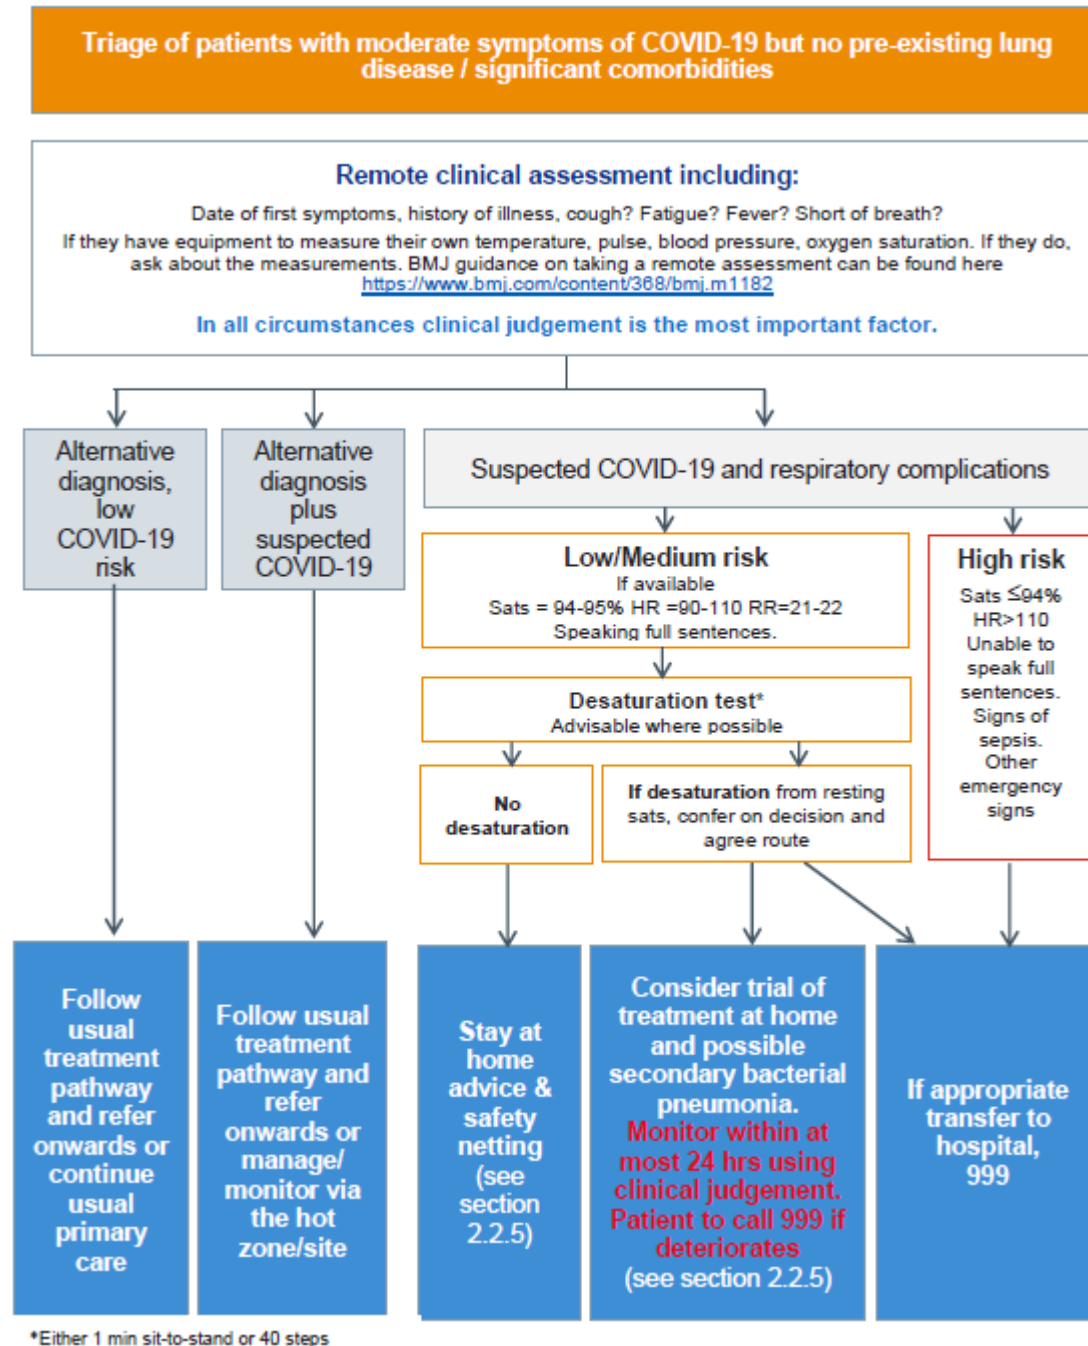 Triage of patients with moderate symptoms of COVID-19 but no pre-existing lung
disease / significant comorbidities
Remote clinical assessment including:
Date of first symptoms, history of illness, cough? Fatigue? Fever? Short of breath?
If they have equipment to measure their own temperature, pulse, blood pressure, oxygen saturation. If they do,
ask about the measurements. BMJ guidance on taking a remote assessment can be found here
https://www.bmj.com/content/368/bmj.m1182
In all circumstances clinical judgement is the most important factor.
Alternative
diagnosis,
low
COVID-19
risk
Alternative
diagnosis
plus
suspected
COVID-19
Suspected COVID-19 and respiratory complications
Low/Medium risk
If available
Sats = 94-95% HR =90-110 RR=21-22
Speaking full sentences.
High risk
Sats ≤94%
HR>110
Unable to
speak full
sentences.
Signs of
sepsis.
Other
emergency
signs
Desaturation test*
Advisable where possible
No
desaturation
If desaturation from resting
sats, confer on decision and
agree route
Follow
usual
treatment
pathway
and refer
onwards or
continue
usual
primary
care
Follow usual
treatment
pathway and
refer
onwards or
manage/
monitor via
the hot
zone/site
Stay at
home
advice &
safety
netting
(see
section
2.2.5)
Consider trial of
treatment at home
and possible
secondary bacterial
pneumonia.
Monitor within at
most 24 hrs using
clinical judgement.
Patient to call 999 if
deteriorates
(see section 2.2.5)
If appropriate
transfer to
hospital,
999
*Either 1 min sit-to-stand or 40 steps